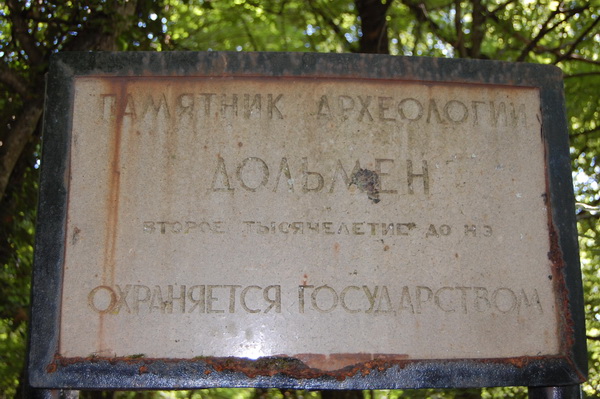 ПАМЯТНИК АРХЕОЛОГИИ
ДОЛЬМЕН
ВТОРОЕ ТЫСЯЧЕЛЕТИЕ ДО НЭ
ОХРАНЯЕТСЯ ГОСУДАРСТВОМ